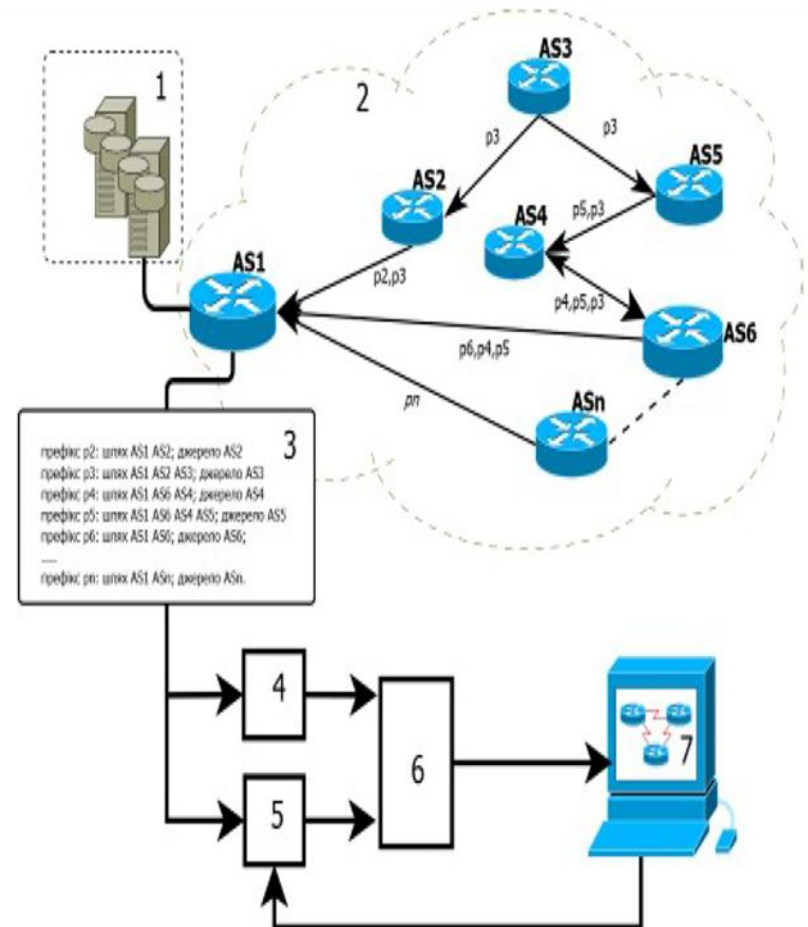 1
2
AS3
p3
p3
AS2
AS5
AS4
p5,p3
AS1
p2,p3
p4,p5,p3
AS6
p6,p4,p5
pn
ASn
3
префікс p2: шлях AS1 AS2; джерело AS2
префікс p3: шлях AS1 AS2 AS3; джерело AS3
префікс p4: шлях AS1 AS6 AS4; джерело AS4
префікс p5: шлях AS1 AS6 AS4 AS5; джерело AS5
префікс p6: шлях AS1 AS6; джерело AS6;
.....
префікс pn: шлях AS1 ASn; джерело ASn.
4
5
6
7